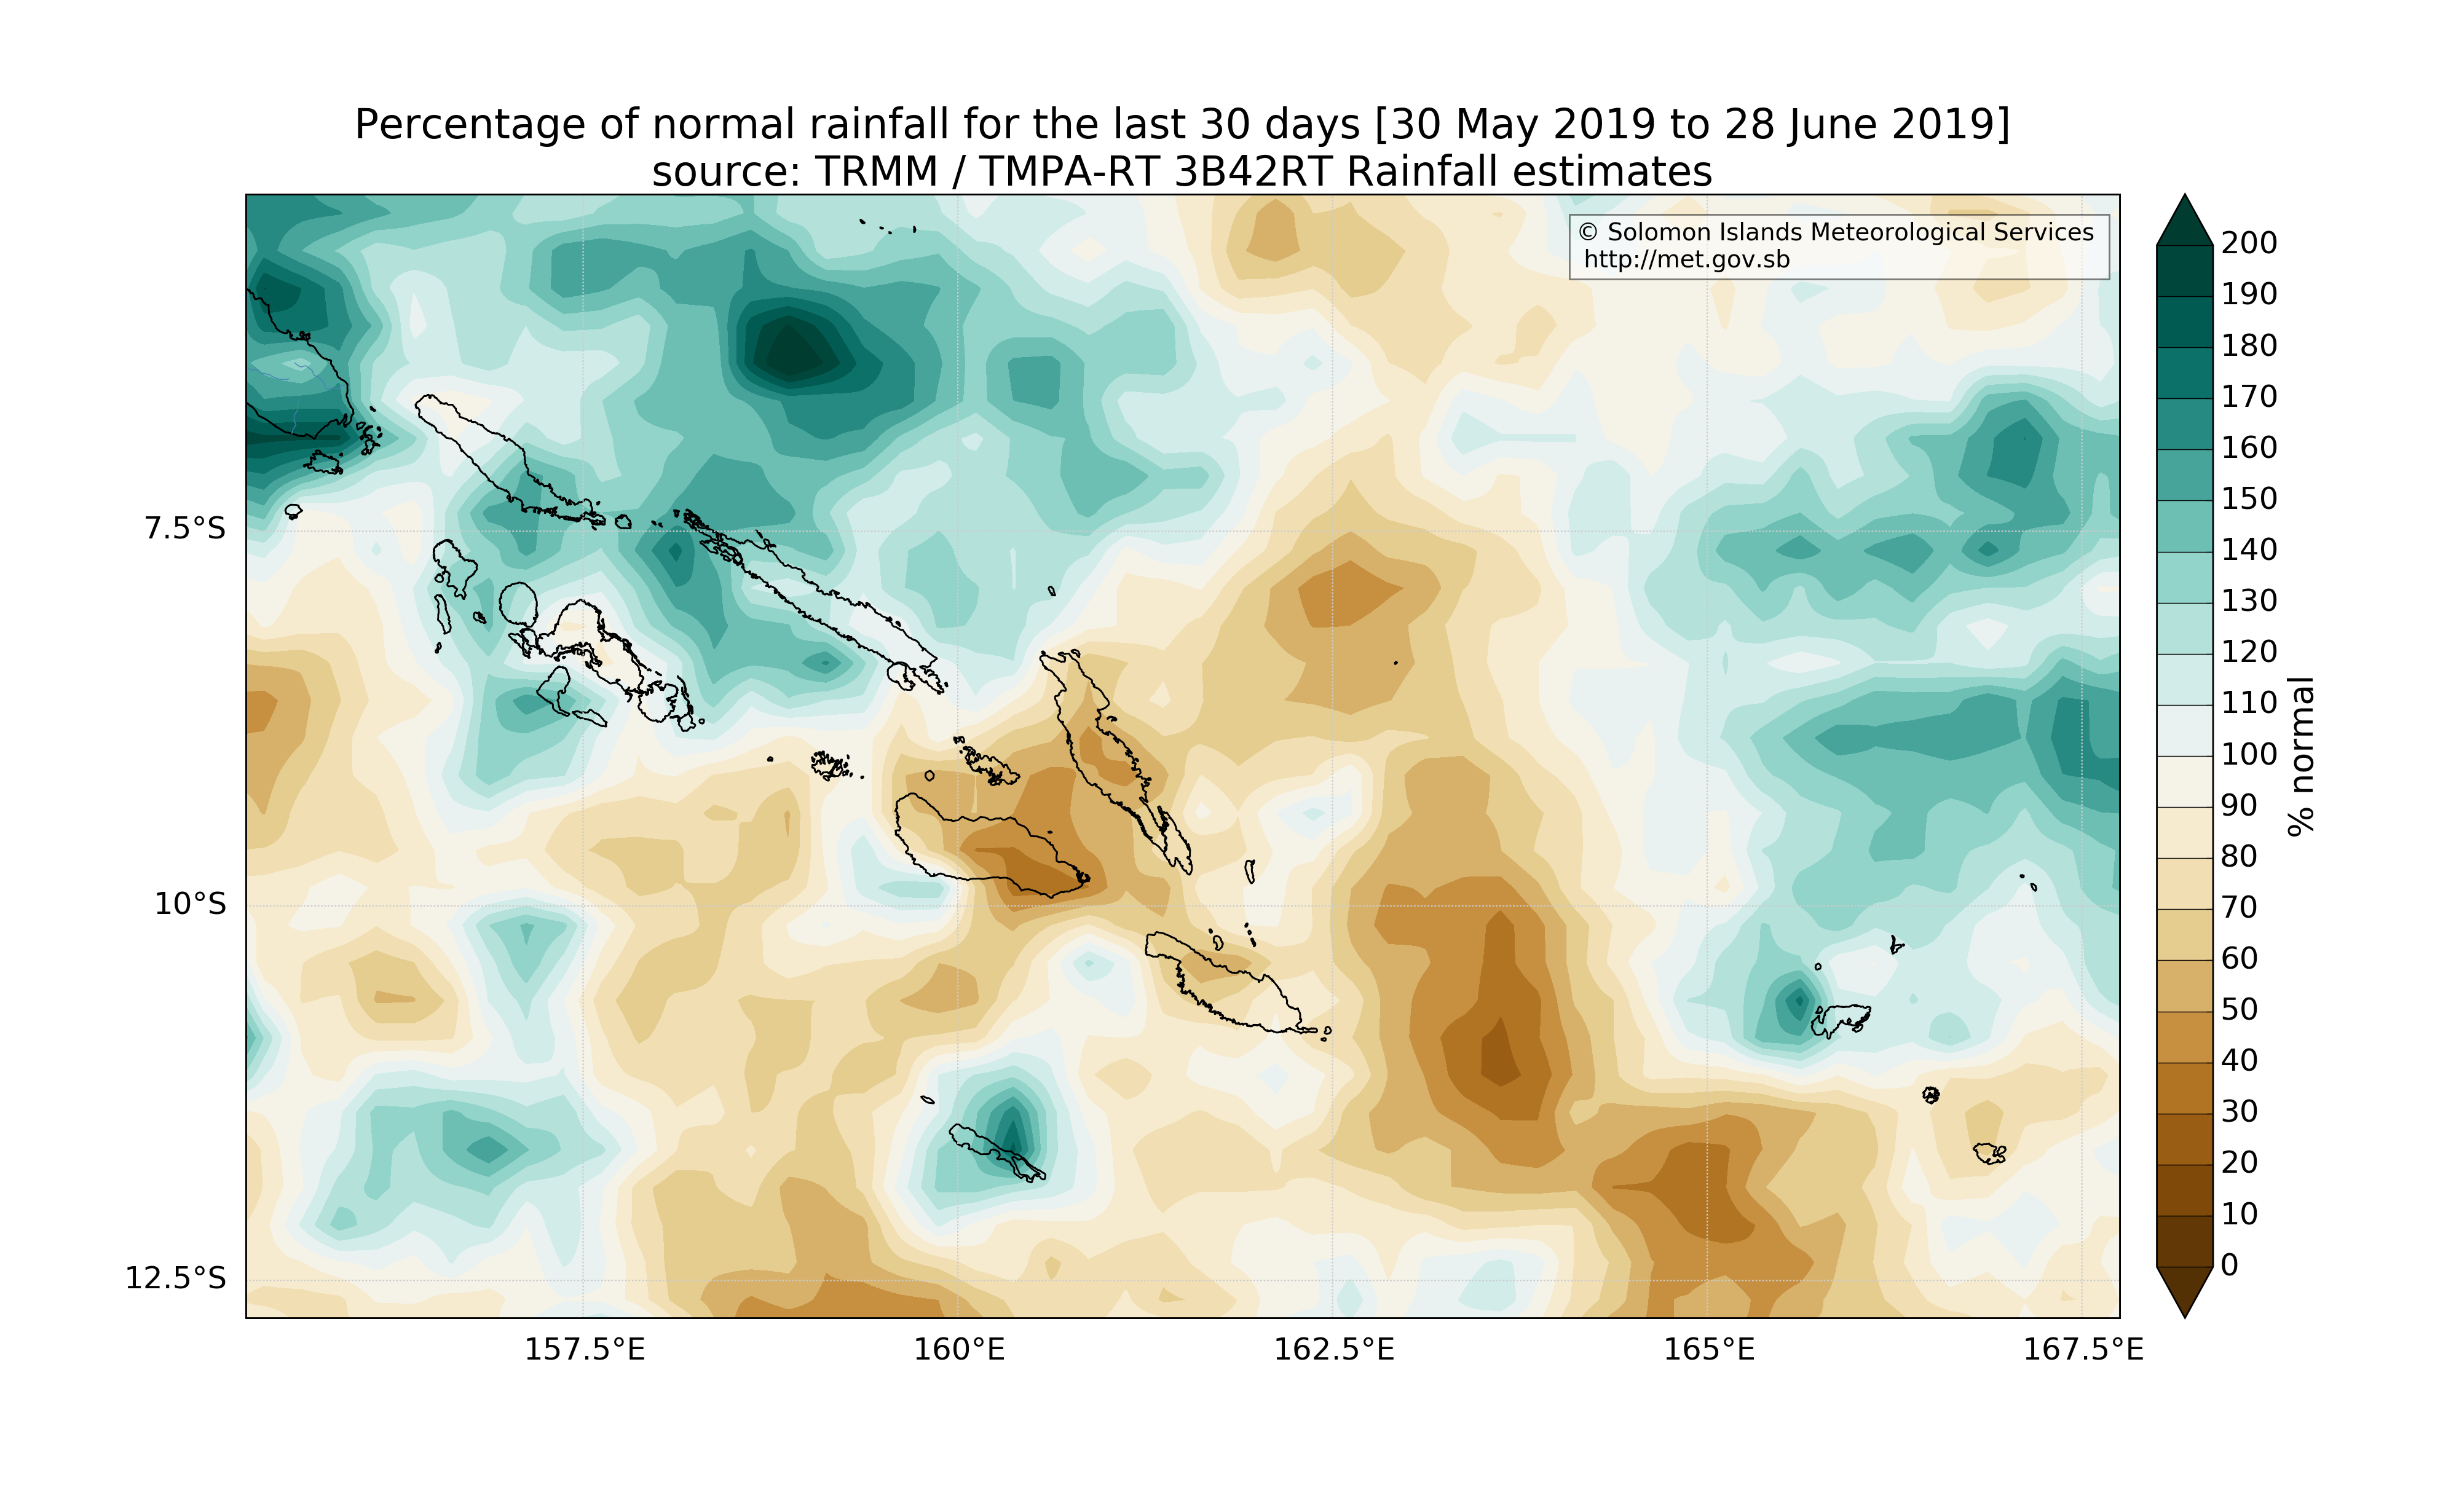 Percentage of normal rainfall for the last 30 days [30 May 2019 to 28 June 2019]
source: TRMM / TMPA-RT 3B42RT Rainfall estimates
© Solomon Islands Meteorological Services
http://met.gov.sb
7.5°S
10°S
12.5°S
157.5°E
160°E
162.5°E
165°E
167.5°E
200
190
180
170
160
150
140
130
120
110
100
90
80
70
60
50
40
30
20
10
0
% normal